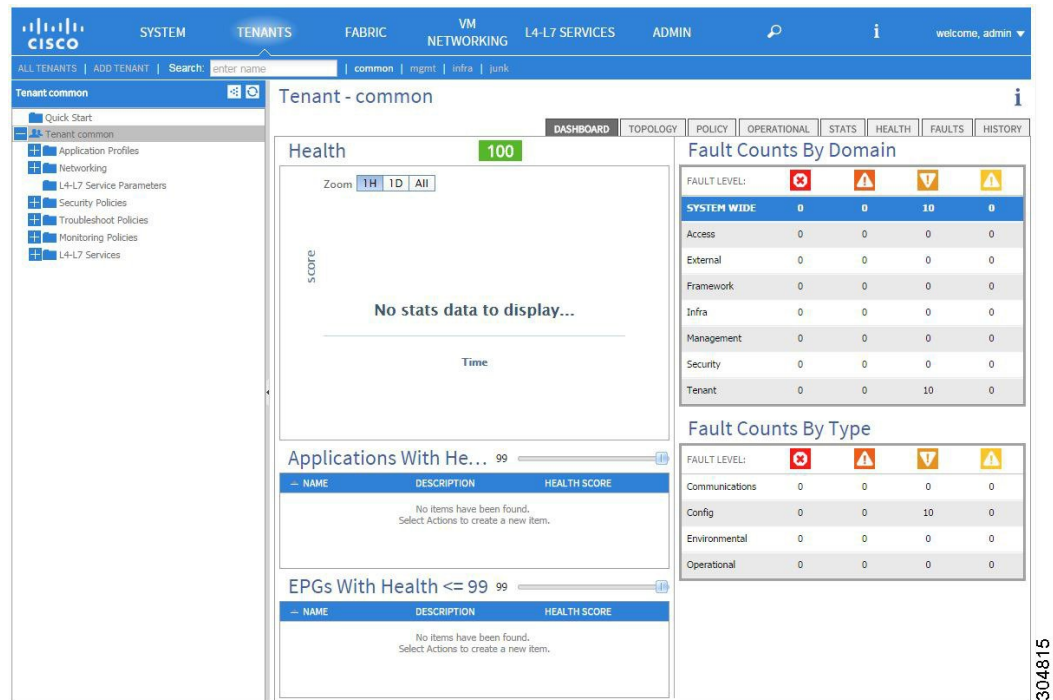 CISCO
SYSTEM
TENANTS
FABRIC
VM
NETWORKING
L4-L7 SERVICES
ADMIN
i
welcome, admin
ALL TENANTS | ADD TENANT | Search: enter name | common | mgmt | infra | junk
Tenant common
Quick Start
Tenant common
Application Profiles
Networking
L4-L7 Service Parameters
Security Policies
Troubleshoot Policies
Monitoring Policies
L4-L7 Services
Tenant - common
i
DASHBOARD TOPOLOGY POLICY OPERATIONAL STATS HEALTH FAULTS HISTORY
Health 100
Zoom 1H 1D All
score
No stats data to display...
Time
Applications With He... 99
NAME DESCRIPTION HEALTH SCORE
No items have been found.
Select Actions to create a new item.
EPGs With Health <= 99 99
NAME DESCRIPTION HEALTH SCORE
No items have been found.
Select Actions to create a new item.
Fault Counts By Domain
FAULT LEVEL:
SYSTEM WIDE 0 0 10 0
Access 0 0 0 0
External 0 0 0 0
Framework 0 0 0 0
Infra 0 0 0 0
Management 0 0 0 0
Security 0 0 0 0
Tenant 0 0 10 0
Fault Counts By Type
FAULT LEVEL:
Communications 0 0 0 0
Config 0 0 10 0
Environmental 0 0 0 0
Operational 0 0 0 0
304815